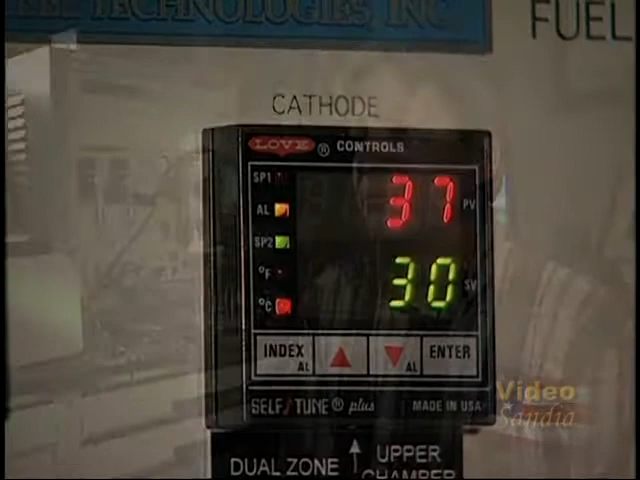 TECHNOLOGIES INC
FUEL
CATHODE
LOVE ® CONTROLS
SP1
37 PV
AL
SP2
30 SV
°F
°C
INDEX AL
AL
ENTER
SELF TUNE® plus
MADE IN USA
Video
Sandia
DUAL ZONE
UPPER
CHAMBER